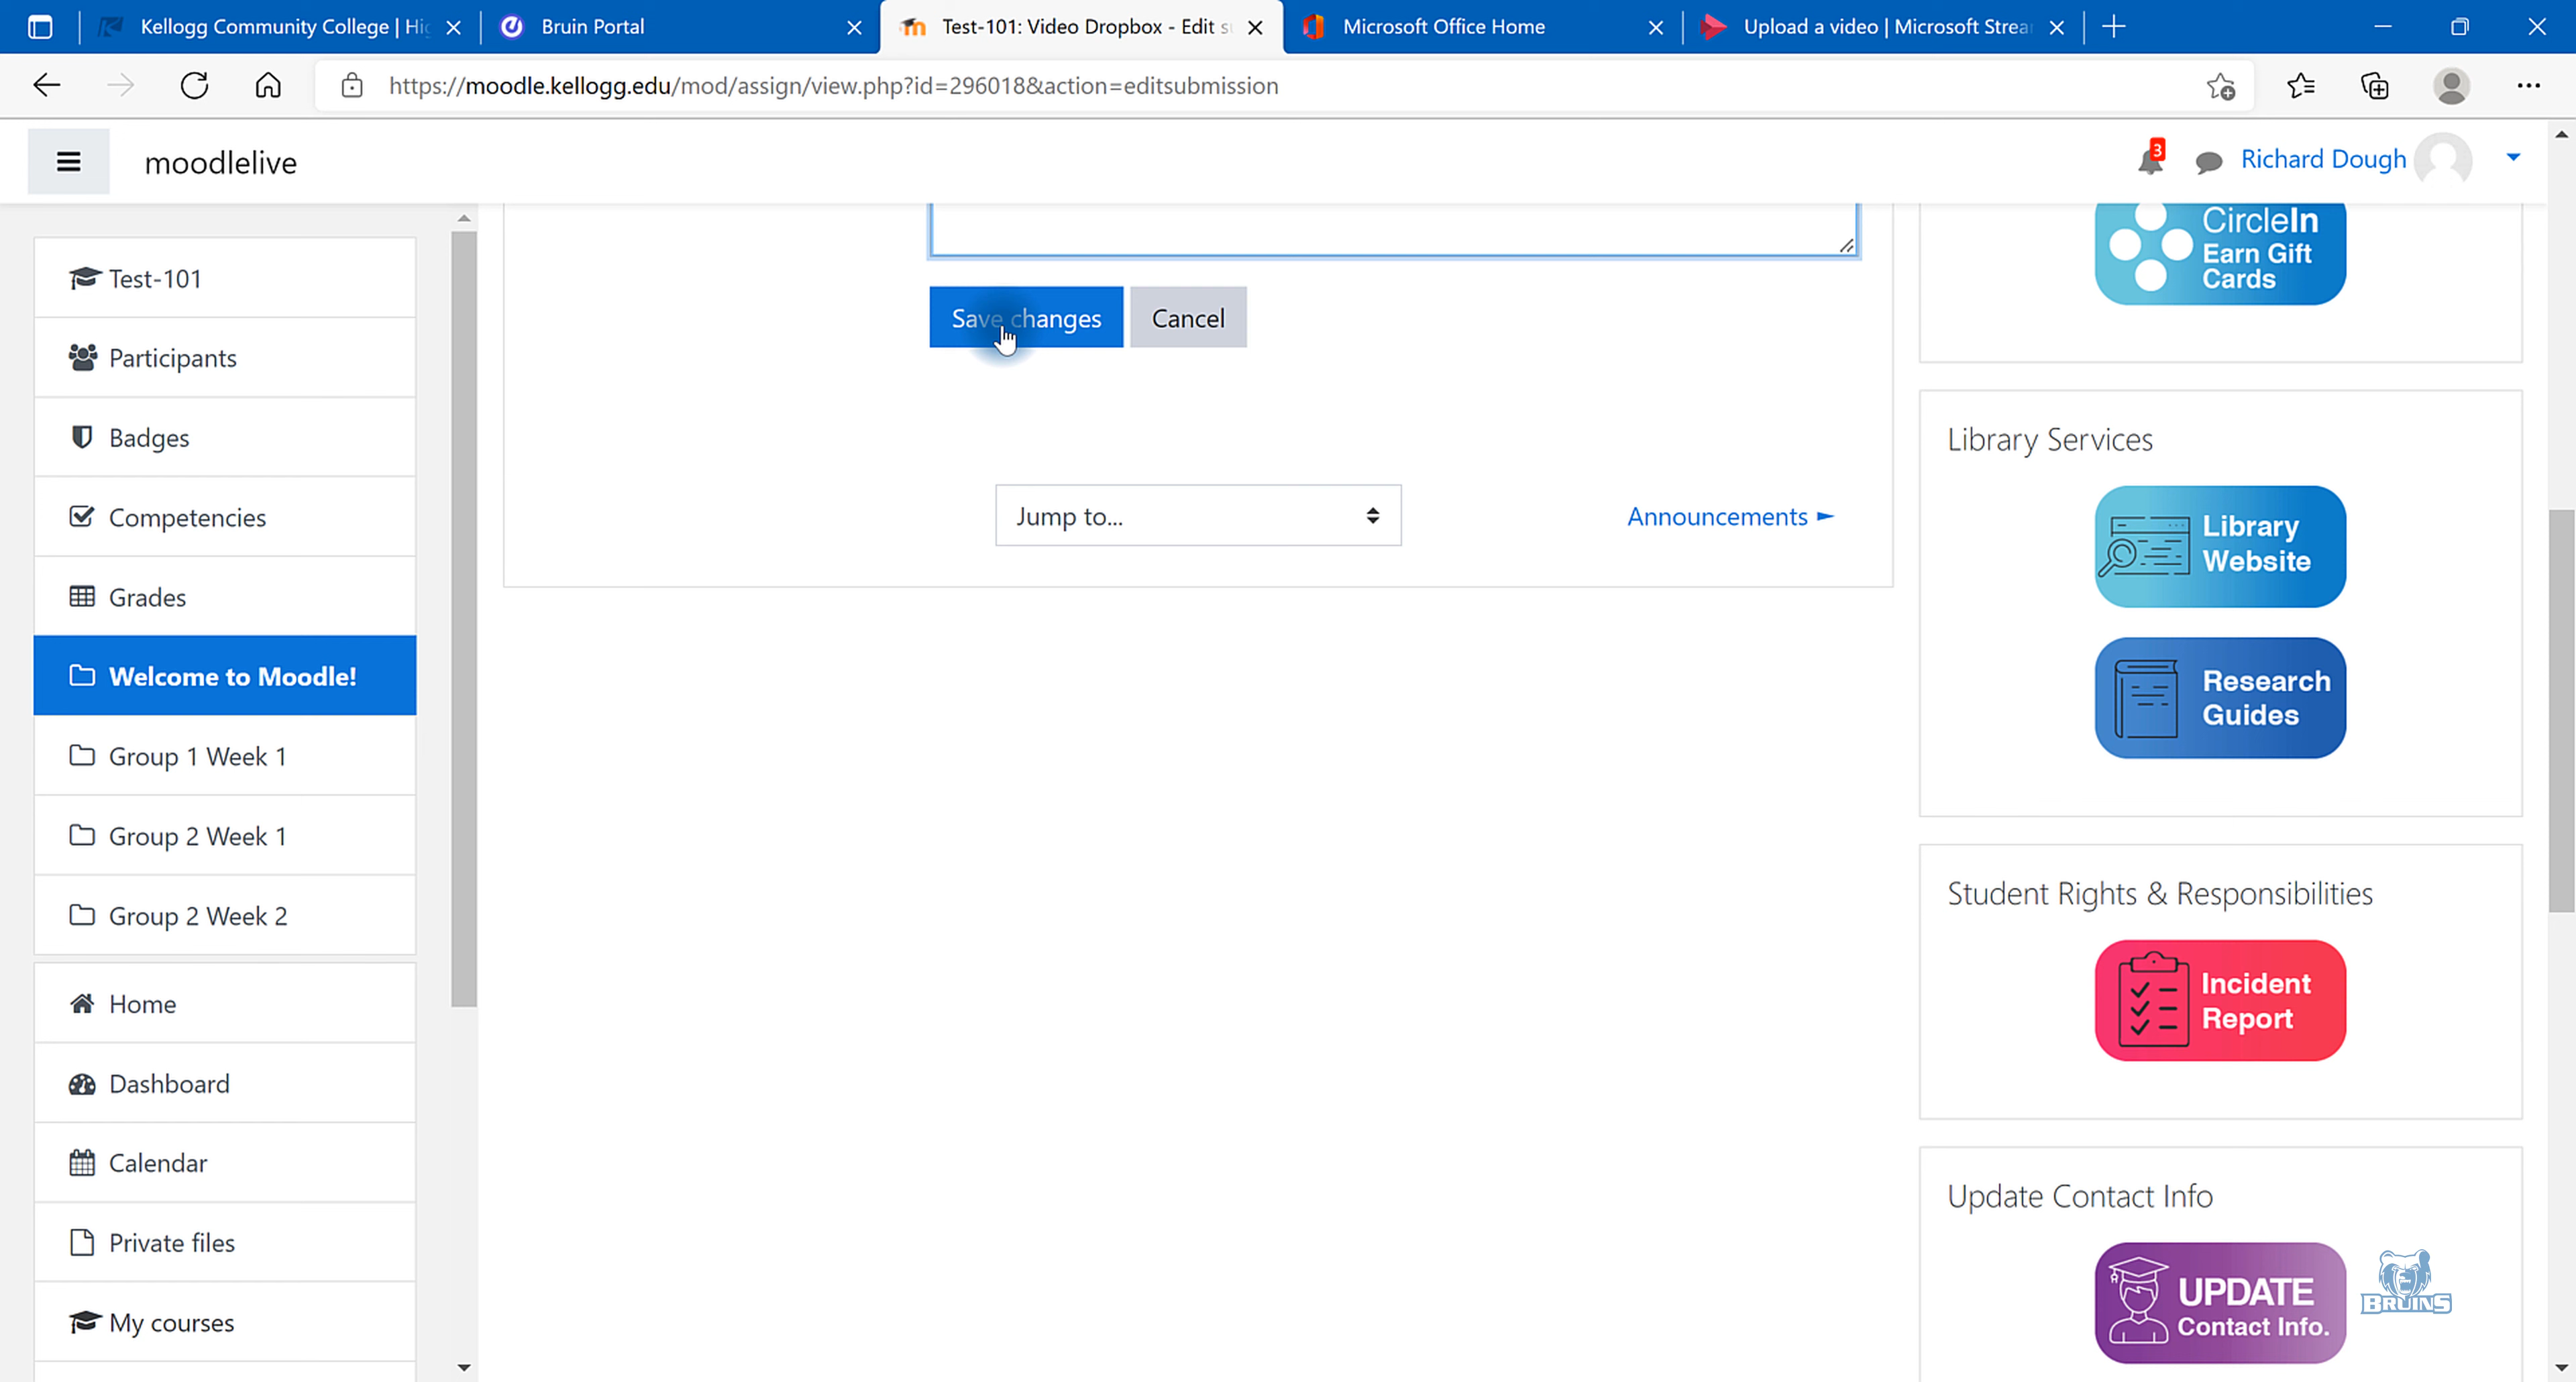 Kellogg Community College | Hig
Bruin Portal
Test-101: Video Dropbox - Edit su
Microsoft Office Home
Upload a video | Microsoft Strea
https://moodle.kellogg.edu/mod/assign/view.php?id=296018&action=editsubmission
moodlelive
3
Richard Dough
Test-101
Participants
Badges
Competencies
Grades
Welcome to Moodle!
Group 1 Week 1
Group 2 Week 1
Group 2 Week 2
Home
Dashboard
Calendar
Private files
My courses
Save changes
Cancel
Jump to...
Announcements ►
CircleIn
Earn Gift
Cards
Library Services
Library
Website
Research
Guides
Student Rights & Responsibilities
Incident
Report
Update Contact Info
UPDATE
Contact Info.
BRUINS